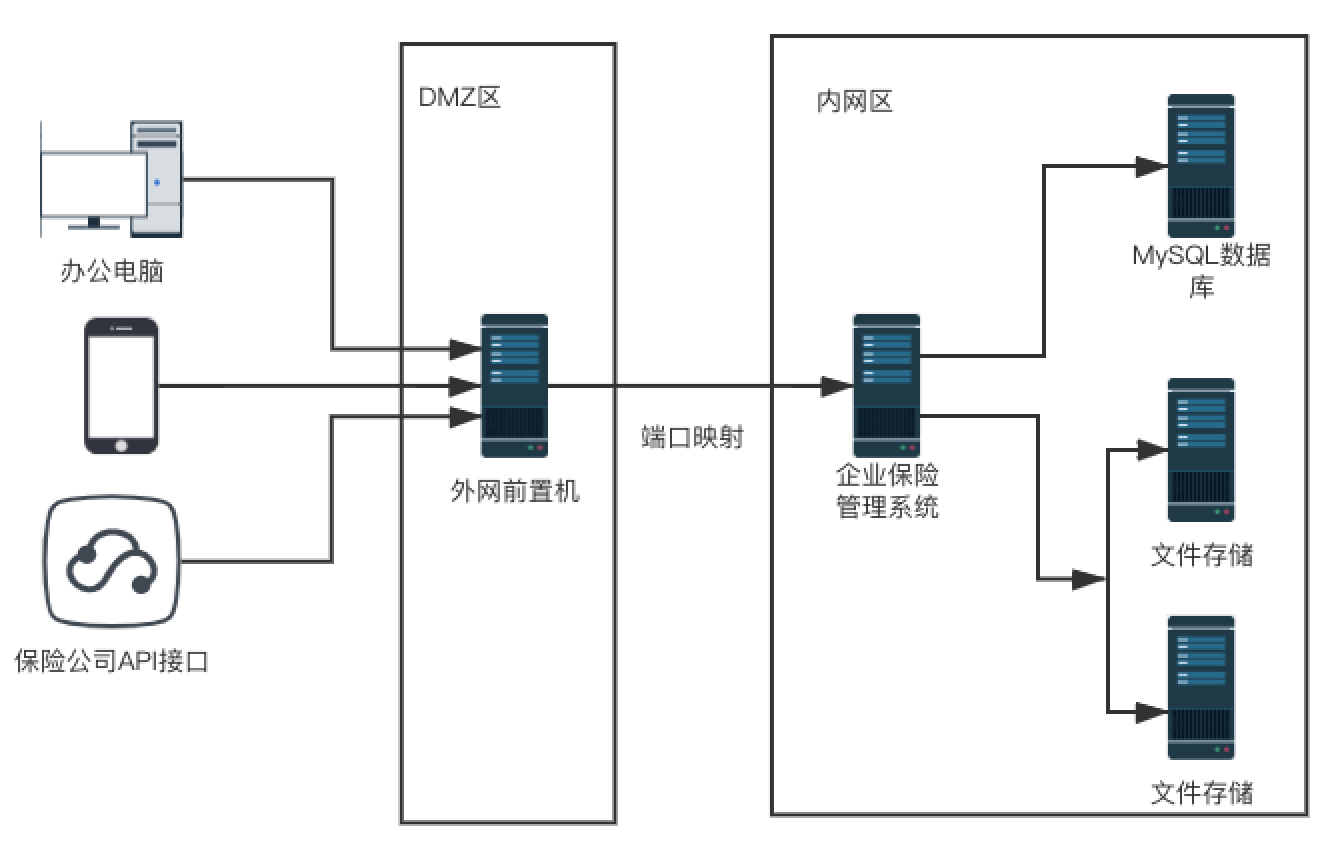 DMZ区
内网区
办公电脑
MySQL数据
库
端口映射
外网前置机
企业保险
管理系统
文件存储
保险公司API接口
文件存储